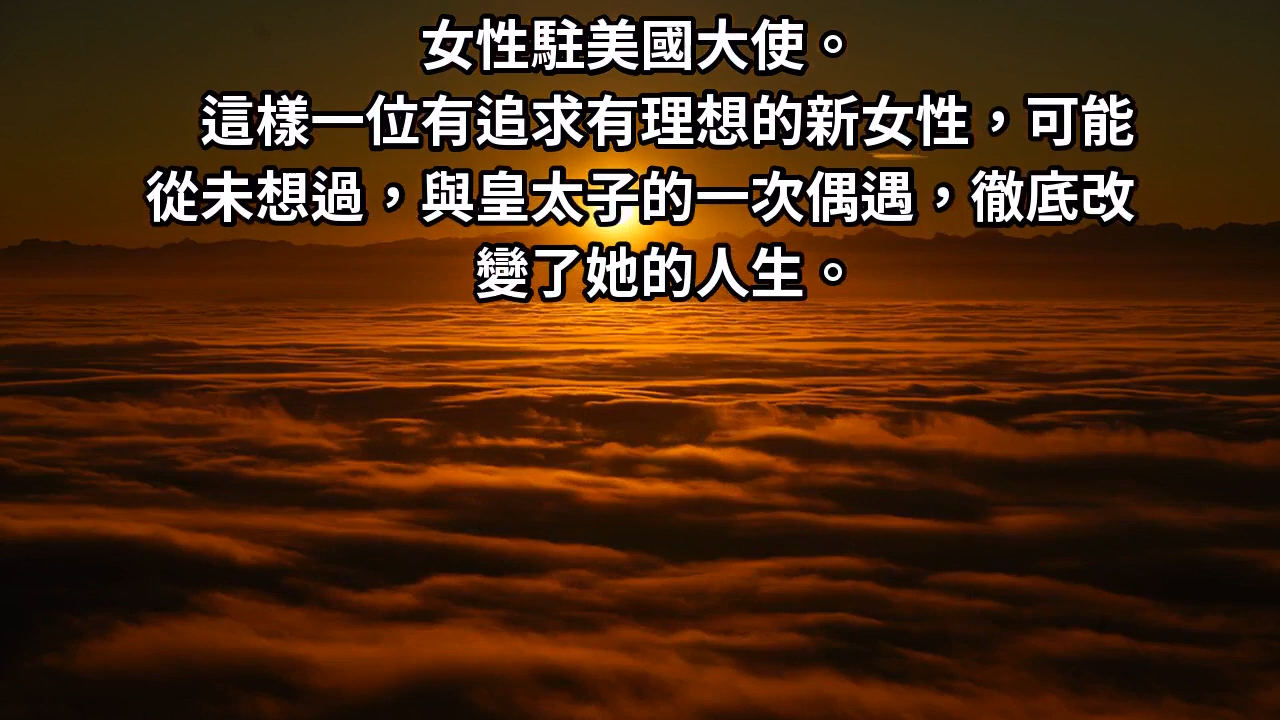 女性駐美國大使。
這樣一位有追求有理想的新女性，可能
從未想過，與皇太子的一次偶遇，徹底改
變了她的人生。